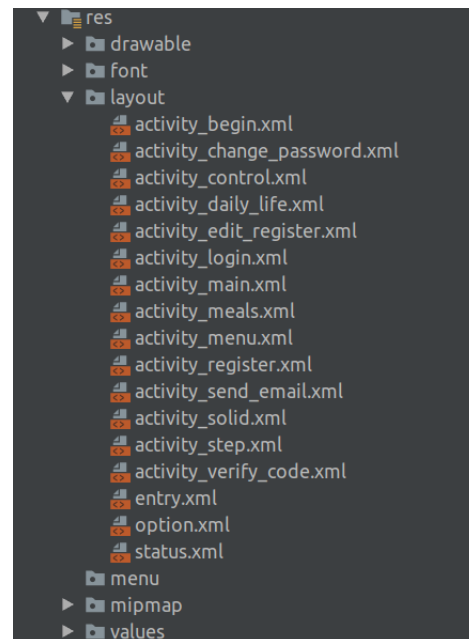 res
drawable
font
layout
activity_begin.xml
activity_change_password.xml
activity_control.xml
activity_daily_life.xml
activity_edit_register.xml
activity_login.xml
activity_main.xml
activity_meals.xml
activity_menu.xml
activity_register.xml
activity_send_email.xml
activity_solid.xml
activity_step.xml
activity_verify_code.xml
entry.xml
option.xml
status.xml
menu
mipmap
values